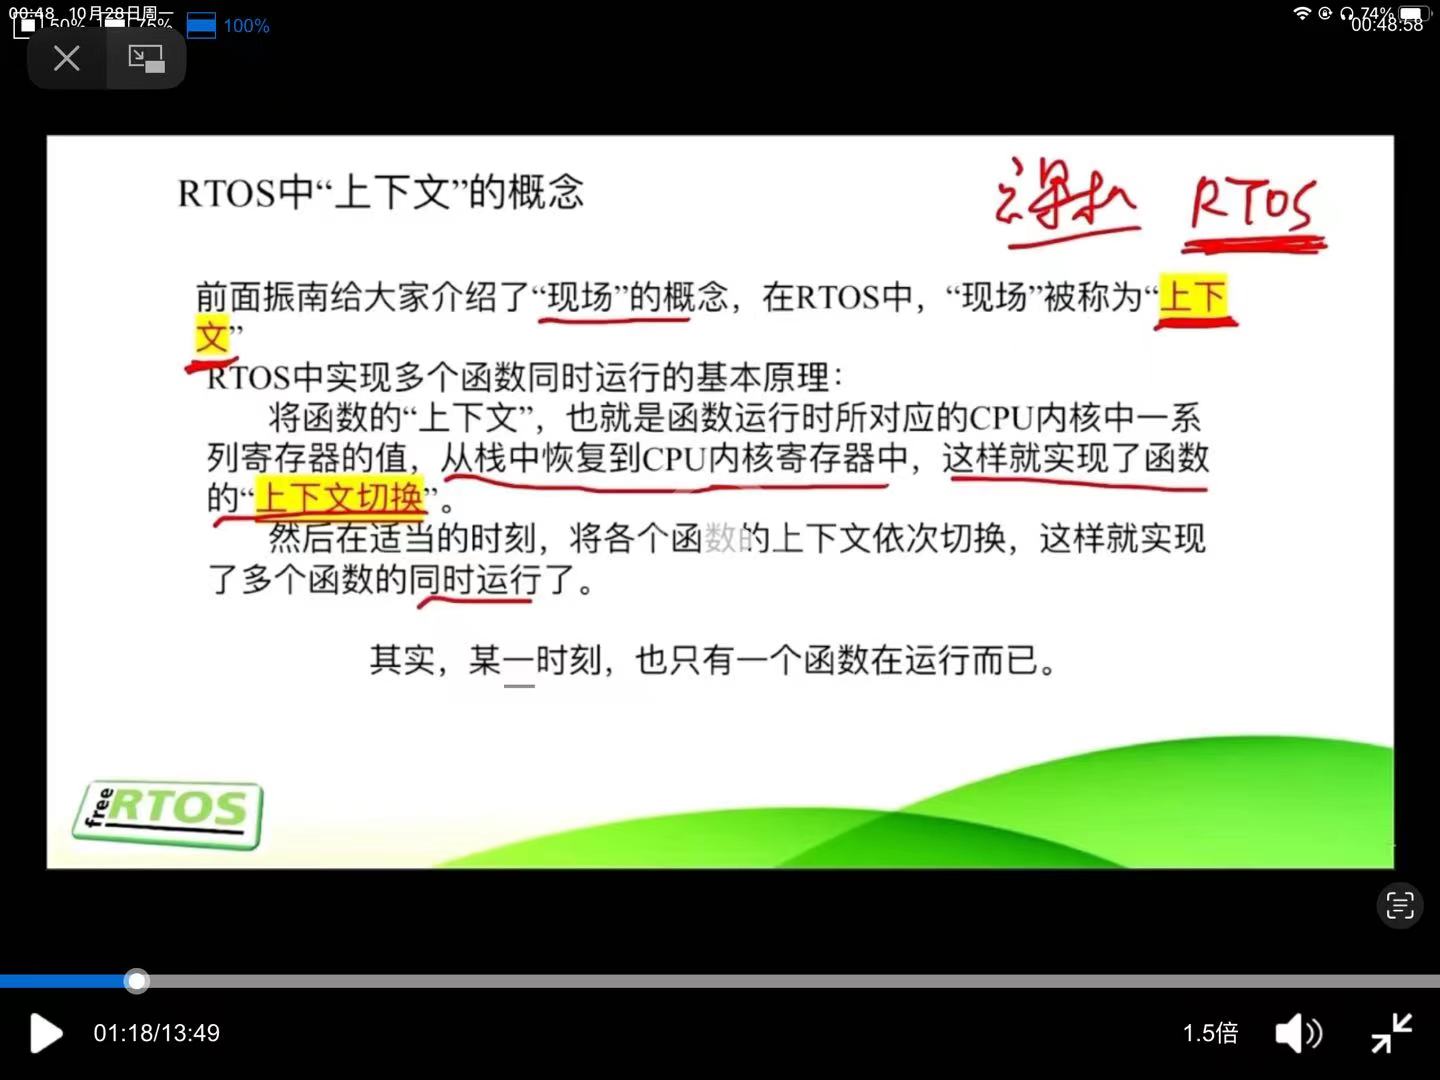 00:48 10月28日周一
74%
50% 75% 100%
00:48:58
RTOS中“上下文”的概念
裸机 RTOS
前面振南给大家介绍了“现场”的概念，在RTOS中，“现场”被称为“上下
文”
RTOS中实现多个函数同时运行的基本原理：
将函数的“上下文”，也就是函数运行时所对应的CPU内核中一系
列寄存器的值，从栈中恢复到CPU内核寄存器中，这样就实现了函数
的“上下文切换”。
然后在适当的时刻，将各个函数的上下文依次切换，这样就实现
了多个函数的同时运行了。
其实，某一时刻，也只有一个函数在运行而已。
free RTOS
01:18/13:49
1.5倍